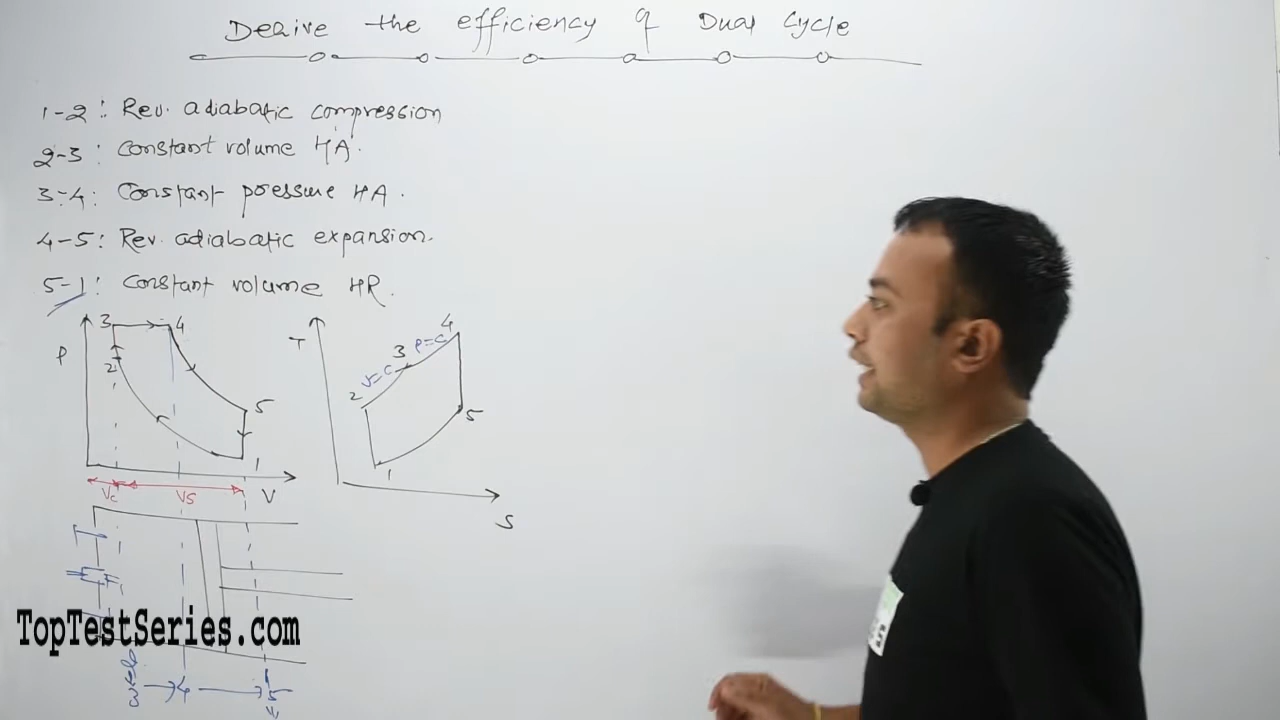 Derive the efficiency of Dual Cycle
1-2: Rev. adiabatic compression
2-3: Constant volume HA.
3-4: Constant pressure HA.
4-5: Rev. adiabatic expansion.
5-1: Constant volume HR.
P
3
4
2
5
1
Vc
Vs
V
T
2
V=C
3
P=C
4
5
1
S
TopTestSeries.com
4
5